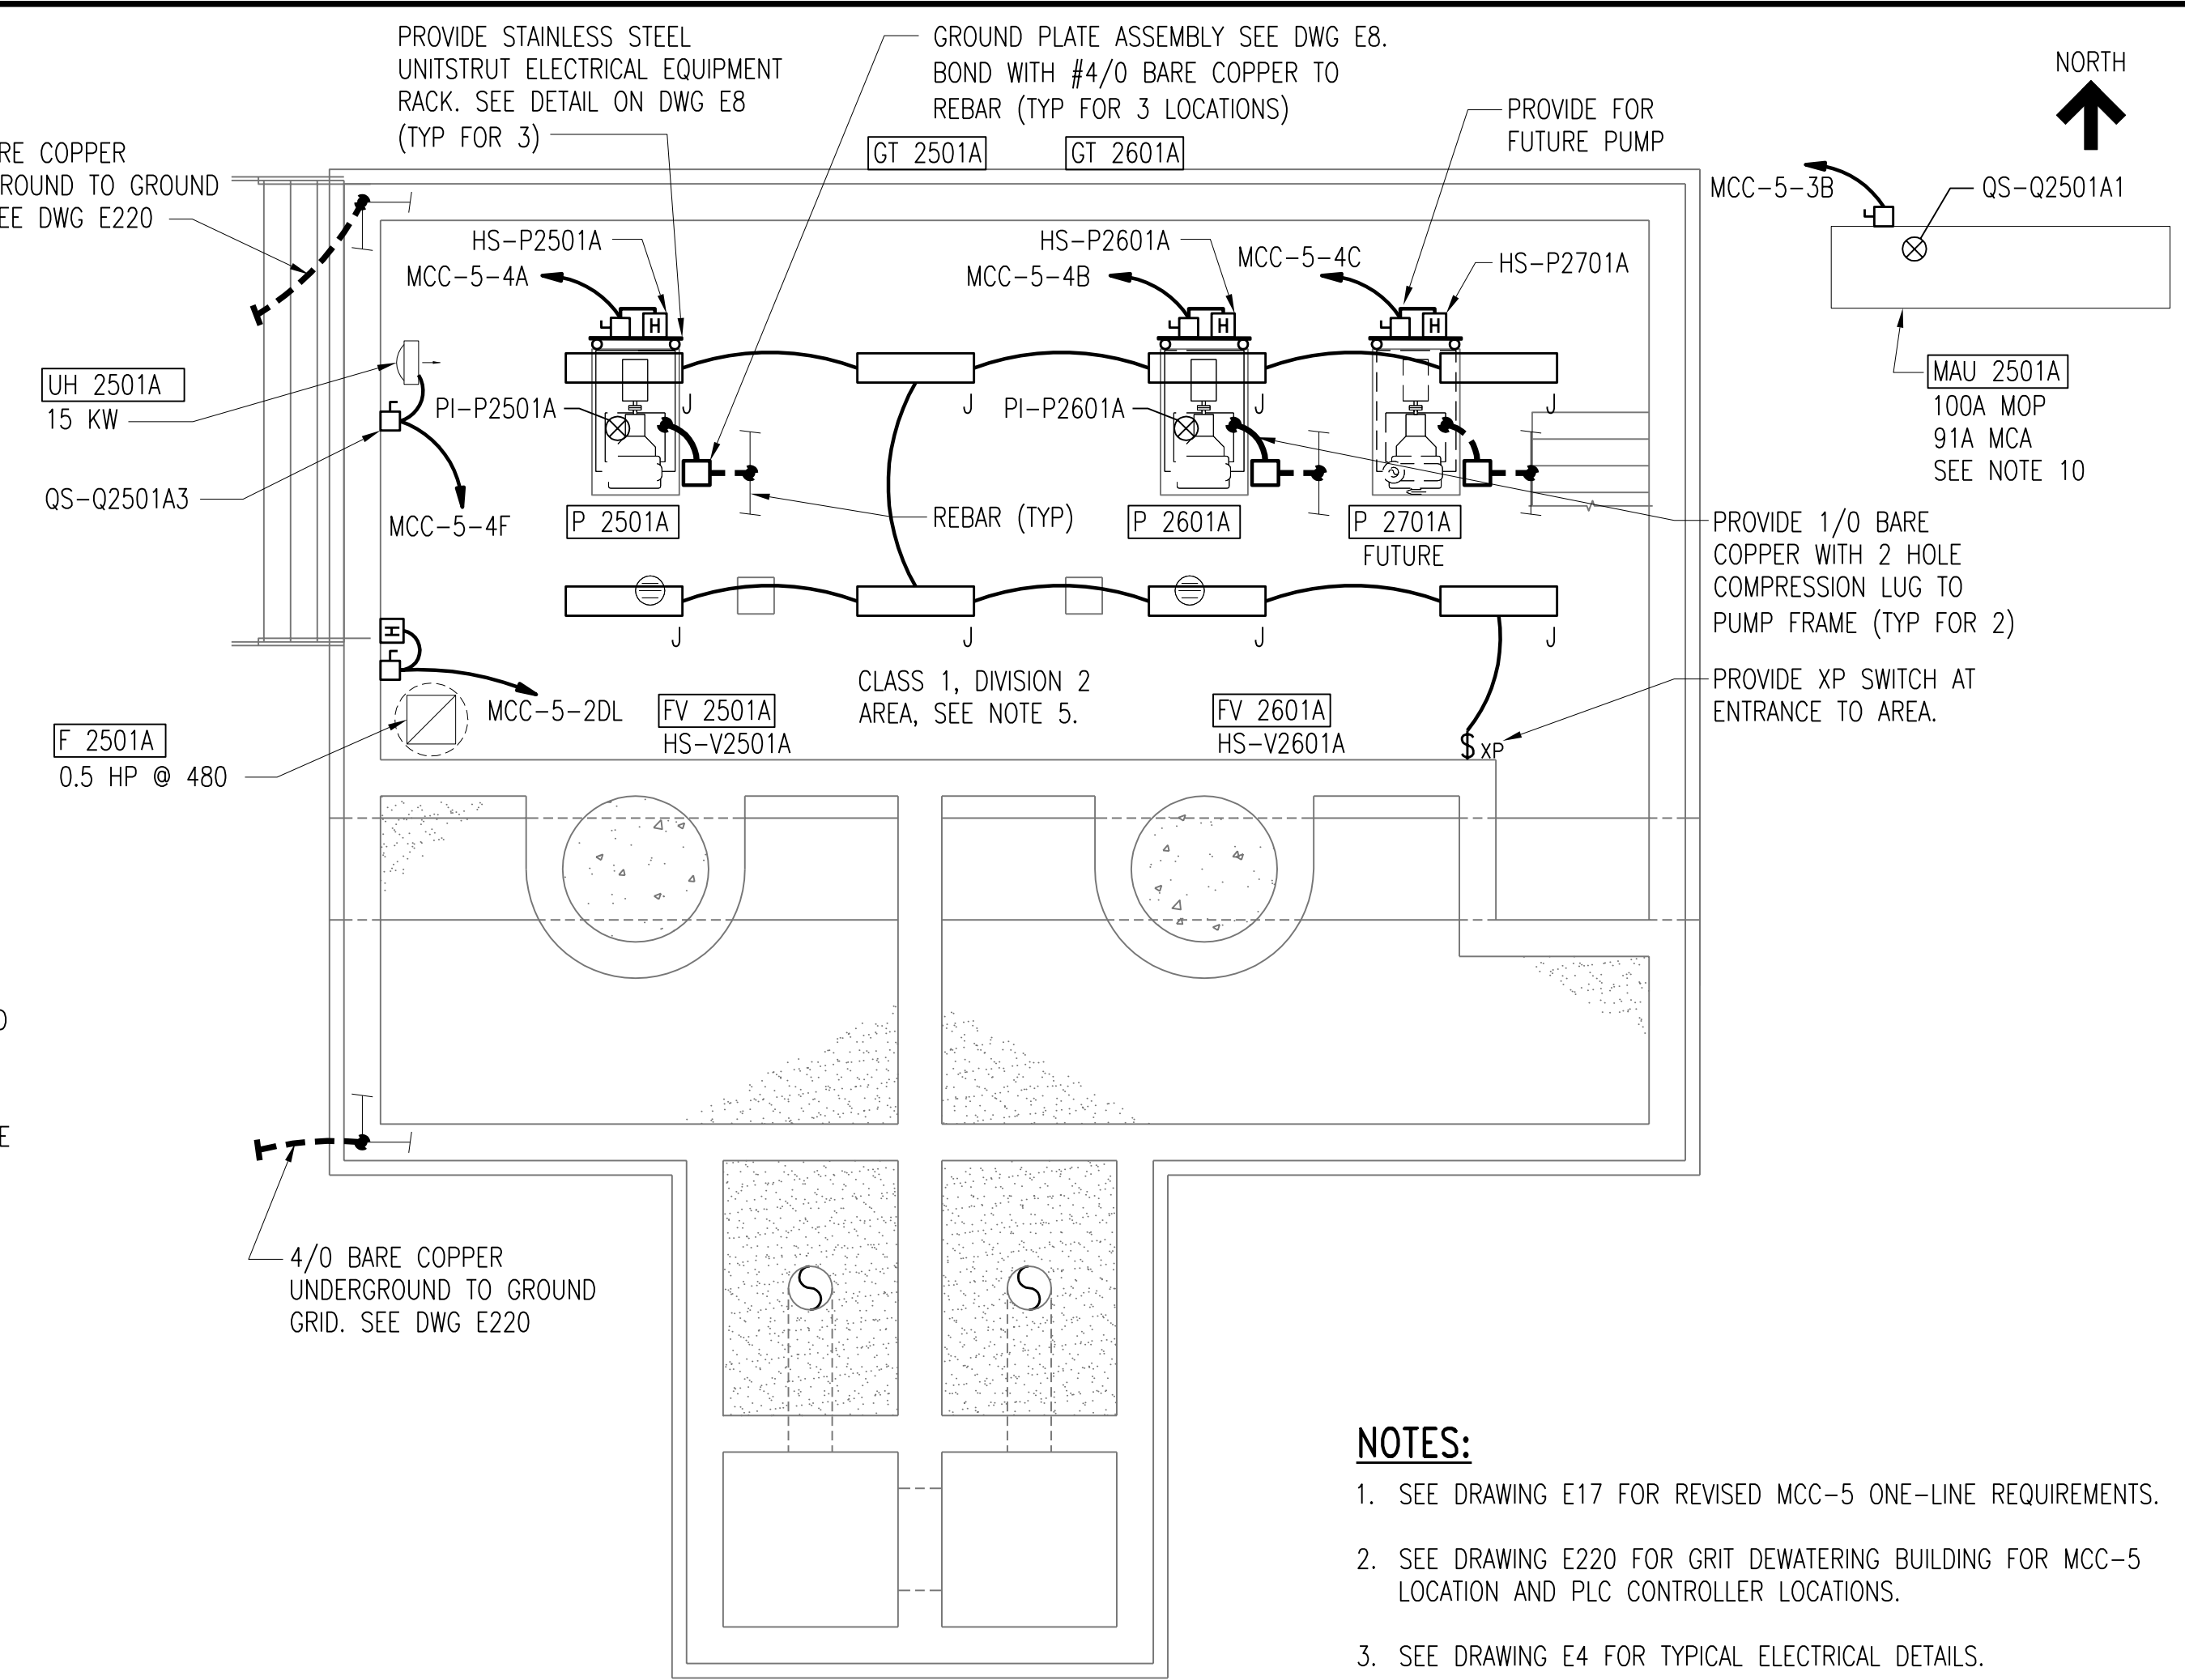 PROVIDE STAINLESS STEEL
UNITSTRUT ELECTRICAL EQUIPMENT
RACK. SEE DETAIL ON DWG E8
(TYP FOR 3)
GROUND PLATE ASSEMBLY SEE DWG E8.
BOND WITH #4/0 BARE COPPER TO
REBAR (TYP FOR 3 LOCATIONS)
PROVIDE FOR
FUTURE PUMP
NORTH
GT 2501A
GT 2601A
RE COPPER
ROUND TO GROUND
EE DWG E220
MCC-5-3B
QS-Q2501A1
HS-P2501A
MCC-5-4A
HS-P2601A
MCC-5-4B
MCC-5-4C
HS-P2701A
H
H
H
UH 2501A
15 KW
MAU 2501A
100A MOP
91A MCA
SEE NOTE 10
PI-P2501A
J
J
PI-P2601A
J
J
QS-Q2501A3
MCC-5-4F
P 2501A
REBAR (TYP)
P 2601A
P 2701A
FUTURE
PROVIDE 1/0 BARE
COPPER WITH 2 HOLE
COMPRESSION LUG TO
PUMP FRAME (TYP FOR 2)
H
J
J
J
J
CLASS 1, DIVISION 2
AREA, SEE NOTE 5.
PROVIDE XP SWITCH AT
ENTRANCE TO AREA.
MCC-5-2DL
FV 2501A
HS-V2501A
FV 2601A
HS-V2601A
$ XP
F 2501A
0.5 HP @ 480
E
4/0 BARE COPPER
UNDERGROUND TO GROUND
GRID. SEE DWG E220
NOTES:
1. SEE DRAWING E17 FOR REVISED MCC-5 ONE-LINE REQUIREMENTS.
2. SEE DRAWING E220 FOR GRIT DEWATERING BUILDING FOR MCC-5
LOCATION AND PLC CONTROLLER LOCATIONS.
3. SEE DRAWING E4 FOR TYPICAL ELECTRICAL DETAILS.